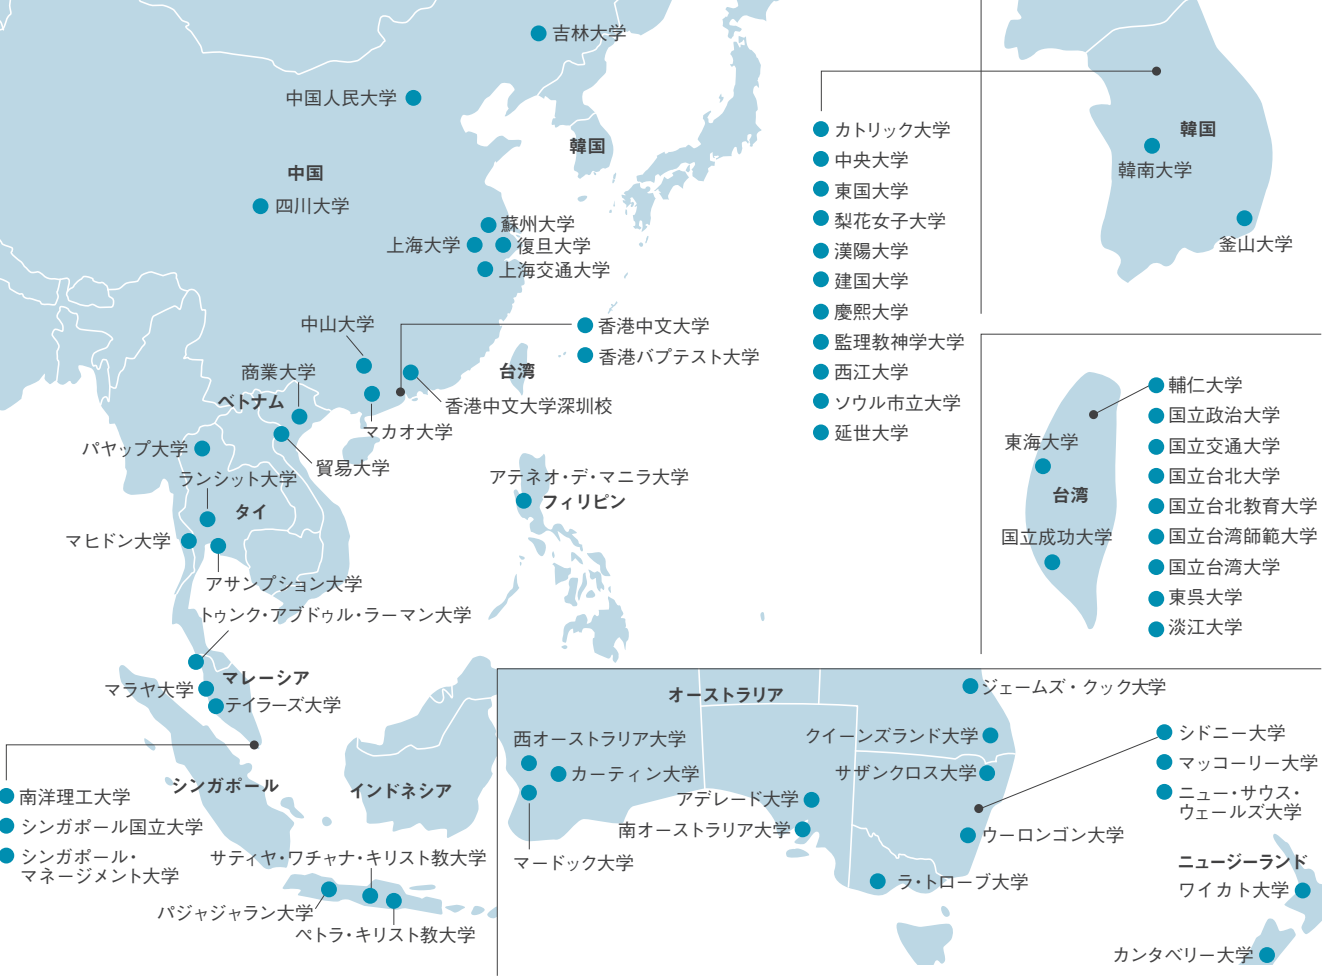 吉林大学
中国人民大学
韓国
中国
四川大学
蘇州大学
上海大学
復旦大学
上海交通大学
中山大学
香港中文大学
香港バプテスト大学
商業大学
台湾
ベトナム
香港中文大学深圳校
マカオ大学
パヤップ大学
貿易大学
ランシット大学
タイ
アテネオ・デ・マニラ大学
フィリピン
マヒドン大学
アサンプション大学
トゥンク・アブドゥル・ラーマン大学
マレーシア
マラヤ大学
テイラーズ大学
シンガポール
インドネシア
南洋理工大学
シンガポール国立大学
シンガポール・
マネージメント大学
サティヤ・ワチャナ・キリスト教大学
パジャジャラン大学
ペトラ・キリスト教大学
カトリック大学
中央大学
東国大学
梨花女子大学
漢陽大学
建国大学
慶熙大学
監理教神学大学
西江大学
ソウル市立大学
延世大学
韓国
韓南大学
釜山大学
輔仁大学
国立政治大学
国立交通大学
国立台北大学
国立台北教育大学
国立台湾師範大学
国立台湾大学
東呉大学
淡江大学
東海大学
台湾
国立成功大学
オーストラリア
ジェームズ・クック大学
西オーストラリア大学
クイーンズランド大学
カーティン大学
サザンクロス大学
アデレード大学
南オーストラリア大学
マードック大学
ウーロンゴン大学
ラ・トローブ大学
シドニー大学
マッコーリー大学
ニュー・サウス・
ウェールズ大学
ニュージーランド
ワイカト大学
カンタベリー大学